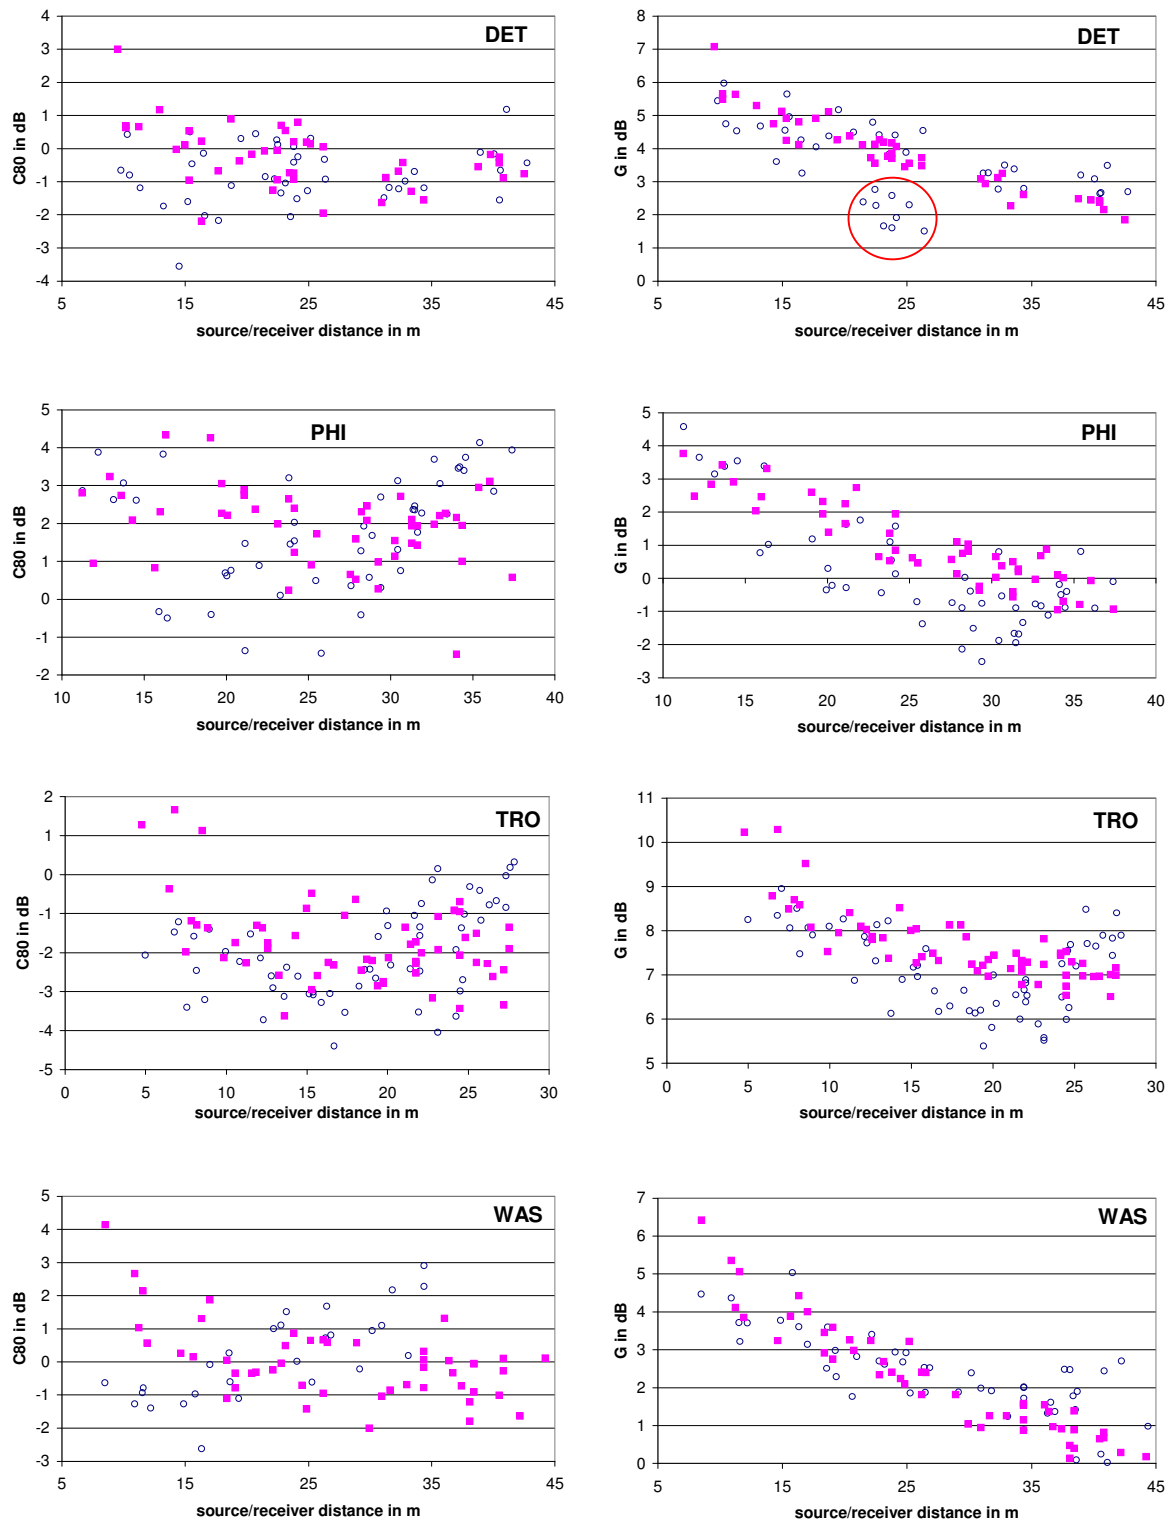 DET
C80 in dB
4
3
2
1
0
-1
-2
-3
-4
5 15 25 35 45
source/receiver distance in m
DET
G in dB
8
7
6
5
4
3
2
1
0
5 15 25 35 45
source/receiver distance in m
PHI
C80 in dB
5
4
3
2
1
0
-1
-2
10 15 20 25 30 35 40
source/receiver distance in m
PHI
G in dB
5
4
3
2
1
0
-1
-2
-3
10 15 20 25 30 35 40
source/receiver distance in m
TRO
C80 in dB
2
1
0
-1
-2
-3
-4
-5
0 5 10 15 20 25 30
source/receiver distance in m
TRO
G in dB
11
10
9
8
7
6
5
0 5 10 15 20 25 30
source/receiver distance in m
WAS
C80 in dB
5
4
3
2
1
0
-1
-2
-3
5 15 25 35 45
source/receiver distance in m
WAS
G in dB
7
6
5
4
3
2
1
0
5 15 25 35 45
source/receiver distance in m